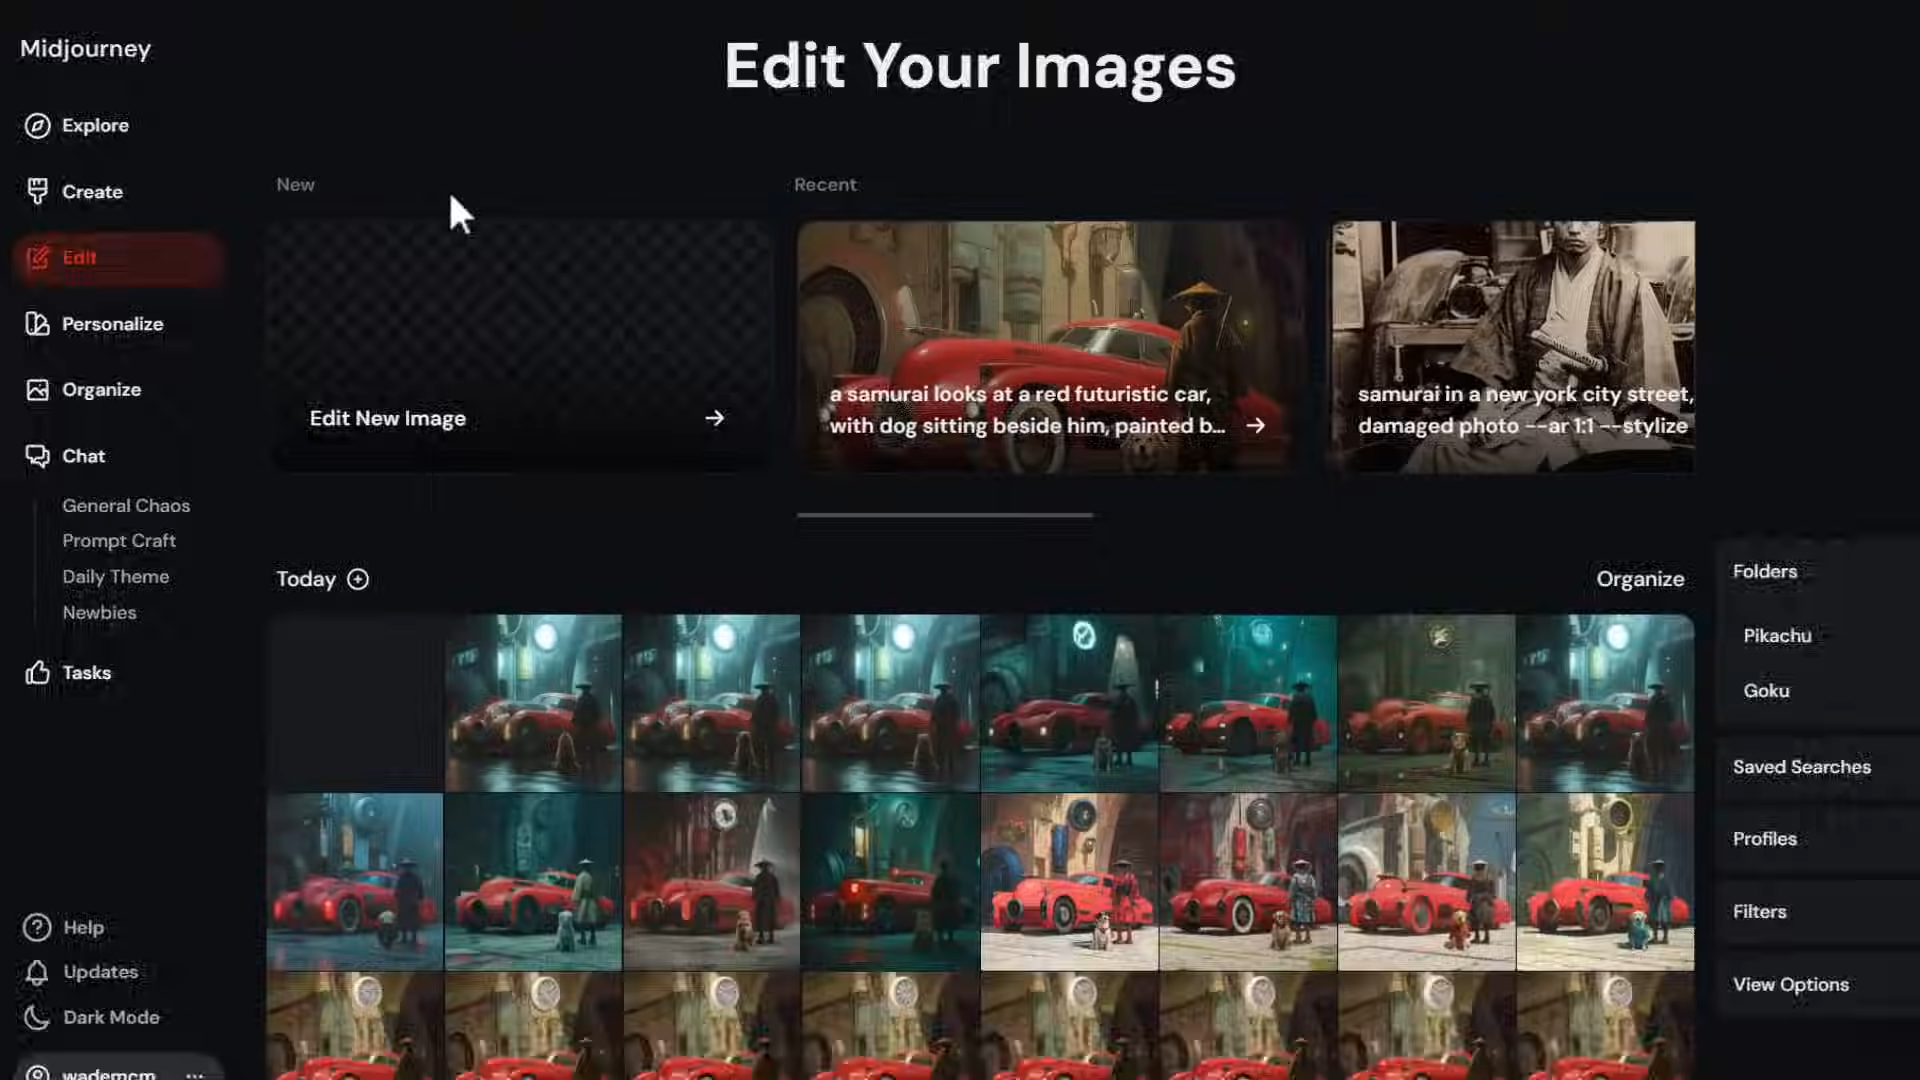 Midjourney
Edit Your Images
Explore
Create
Edit
Personalize
Organize
Chat
General Chaos
Prompt Craft
Daily Theme
Newbies
Tasks
Help
Updates
Dark Mode
wademcm ...
New
Recent
Edit New Image
a samurai looks at a red futuristic car,
with dog sitting beside him, painted b...
samurai in a new york city street,
damaged photo --ar 1:1 --stylize
Today
Organize
Folders
Pikachu
Goku
Saved Searches
Profiles
Filters
View Options